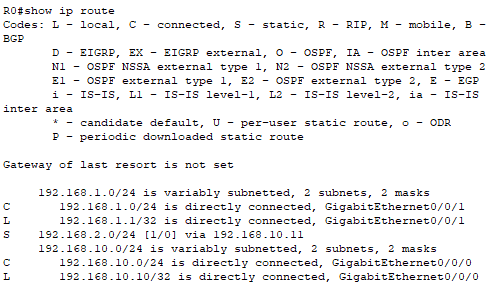 R0#show ip route
Codes: L - local, C - connected, S - static, R - RIP, M - mobile, B -
BGP
       D - EIGRP, EX - EIGRP external, O - OSPF, IA - OSPF inter area
       N1 - OSPF NSSA external type 1, N2 - OSPF NSSA external type 2
       E1 - OSPF external type 1, E2 - OSPF external type 2, E - EGP
       i - IS-IS, L1 - IS-IS level-1, L2 - IS-IS level-2, ia - IS-IS
inter area
       * - candidate default, U - per-user static route, o - ODR
       P - periodic downloaded static route
Gateway of last resort is not set
     192.168.1.0/24 is variably subnetted, 2 subnets, 2 masks
C       192.168.1.0/24 is directly connected, GigabitEthernet0/0/1
L       192.168.1.1/32 is directly connected, GigabitEthernet0/0/1
S    192.168.2.0/24 [1/0] via 192.168.10.11
     192.168.10.0/24 is variably subnetted, 2 subnets, 2 masks
C       192.168.10.0/24 is directly connected, GigabitEthernet0/0/0
L       192.168.10.10/32 is directly connected, GigabitEthernet0/0/0